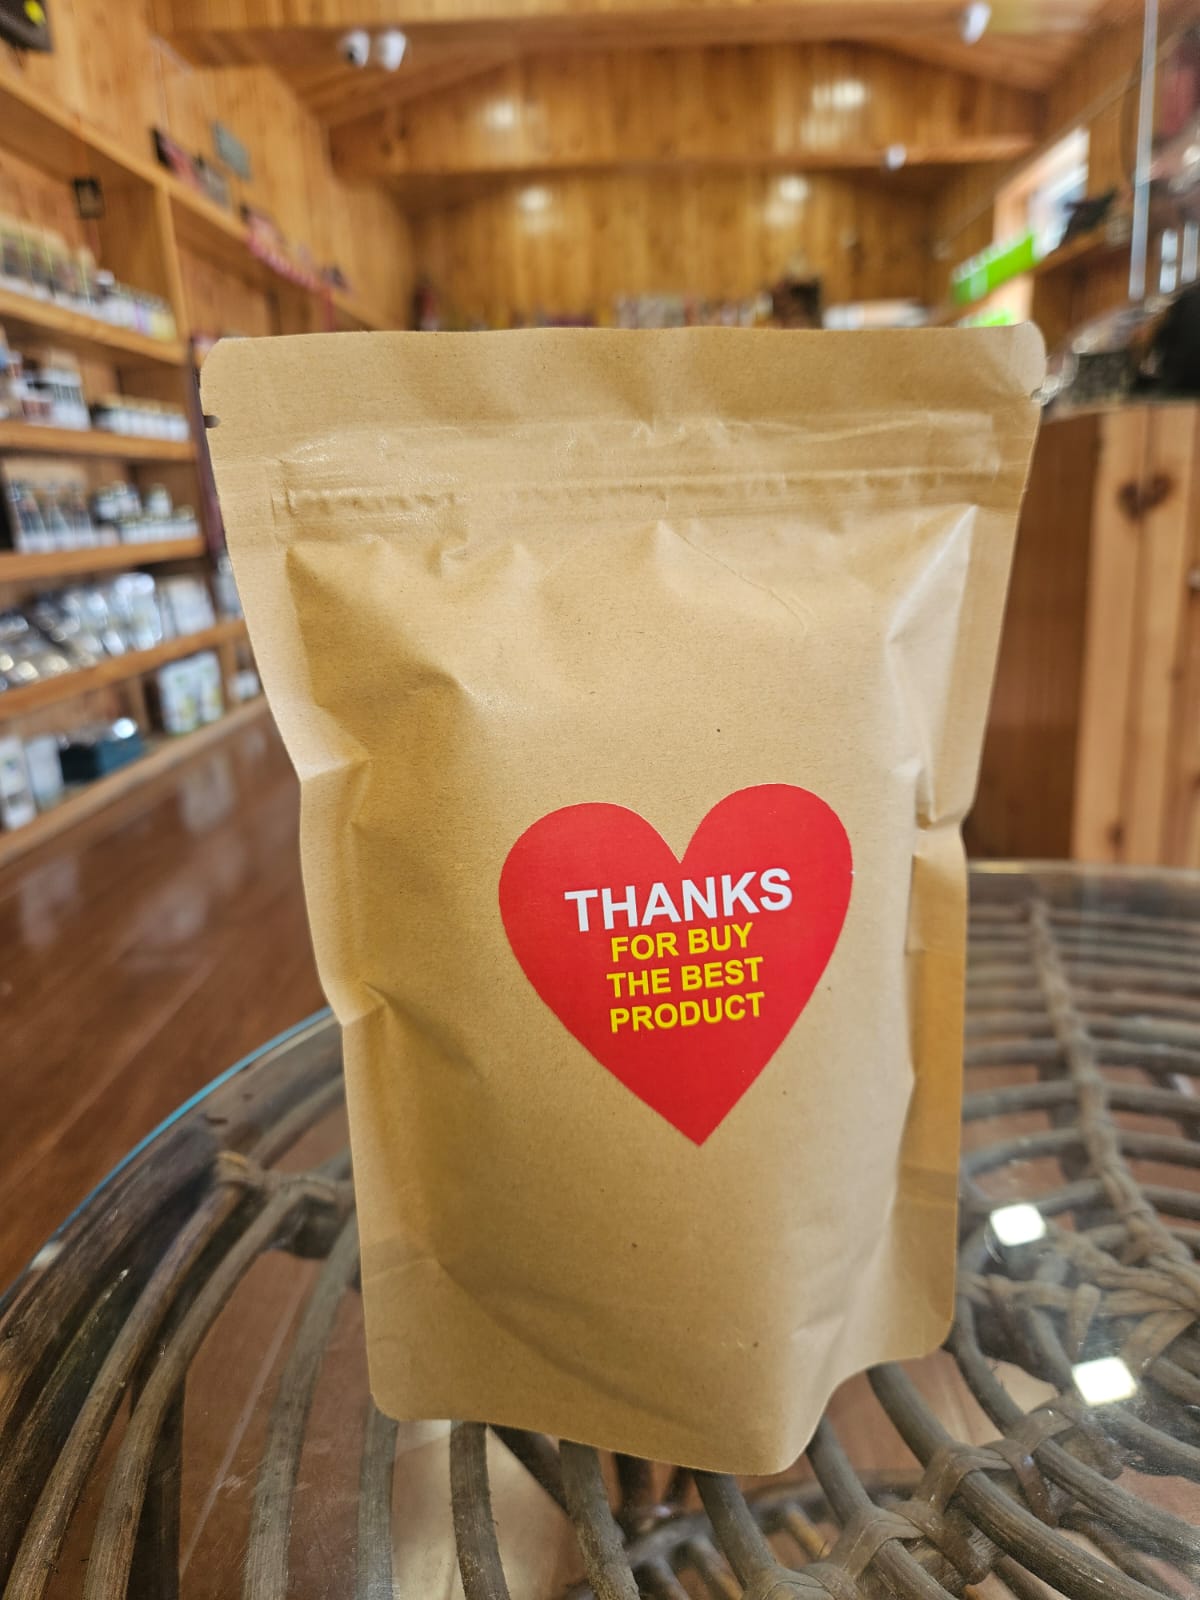 THANKS
FOR BUY
THE BEST
PRODUCT